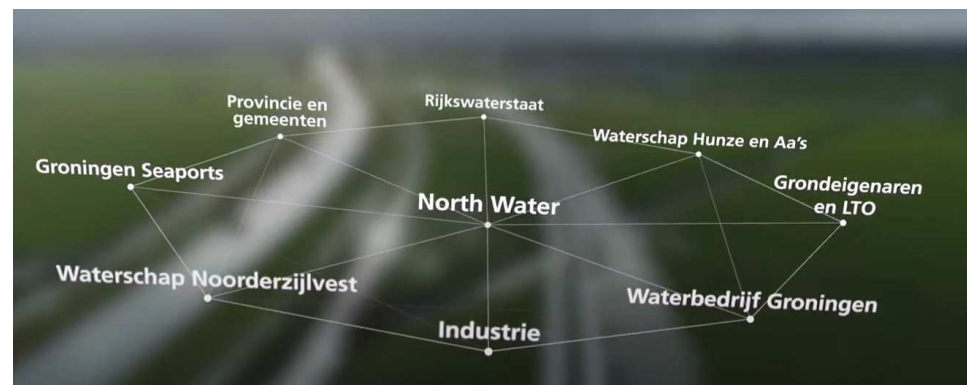 Provincie en
gemeenten
Rijkswaterstaat
Waterschap Hunze en Aa's
Groningen Seaports
Grondeigenaren
en LTO
North Water
Waterschap Noorderzijlvest
Waterbedrijf Groningen
Industrie